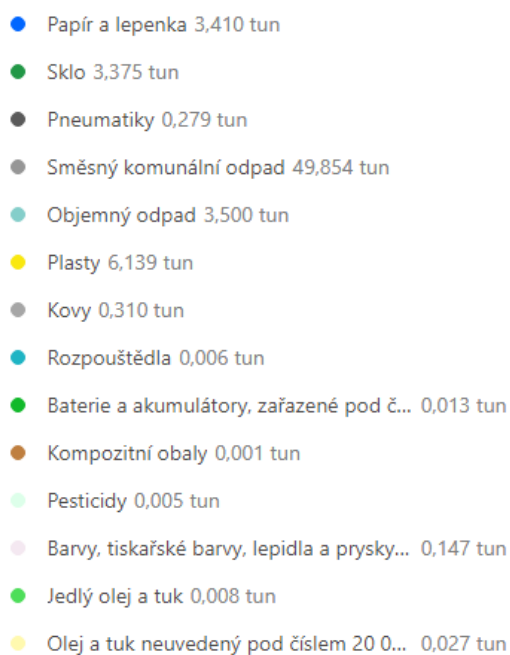 Papír a lepenka 3,410 tun
Sklo 3,375 tun
Pneumatiky 0,279 tun
Směsný komunální odpad 49,854 tun
Objemný odpad 3,500 tun
Plasty 6,139 tun
Kovy 0,310 tun
Rozpouštědla 0,006 tun
Baterie a akumulátory, zařazené pod č... 0,013 tun
Kompozitní obaly 0,001 tun
Pesticidy 0,005 tun
Barvy, tiskařské barvy, lepidla a prysky... 0,147 tun
Jedlý olej a tuk 0,008 tun
Olej a tuk neuvedený pod číslem 20 0... 0,027 tun